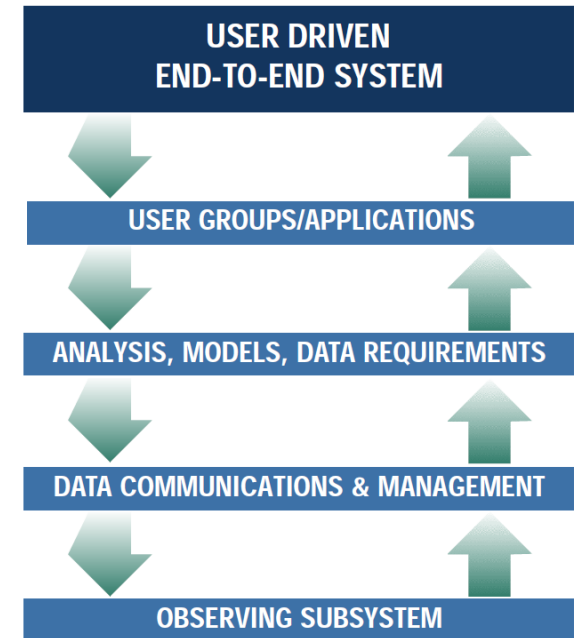 USER DRIVEN
END-TO-END SYSTEM
USER GROUPS/APPLICATIONS
ANALYSIS, MODELS, DATA REQUIREMENTS
DATA COMMUNICATIONS & MANAGEMENT
OBSERVING SUBSYSTEM